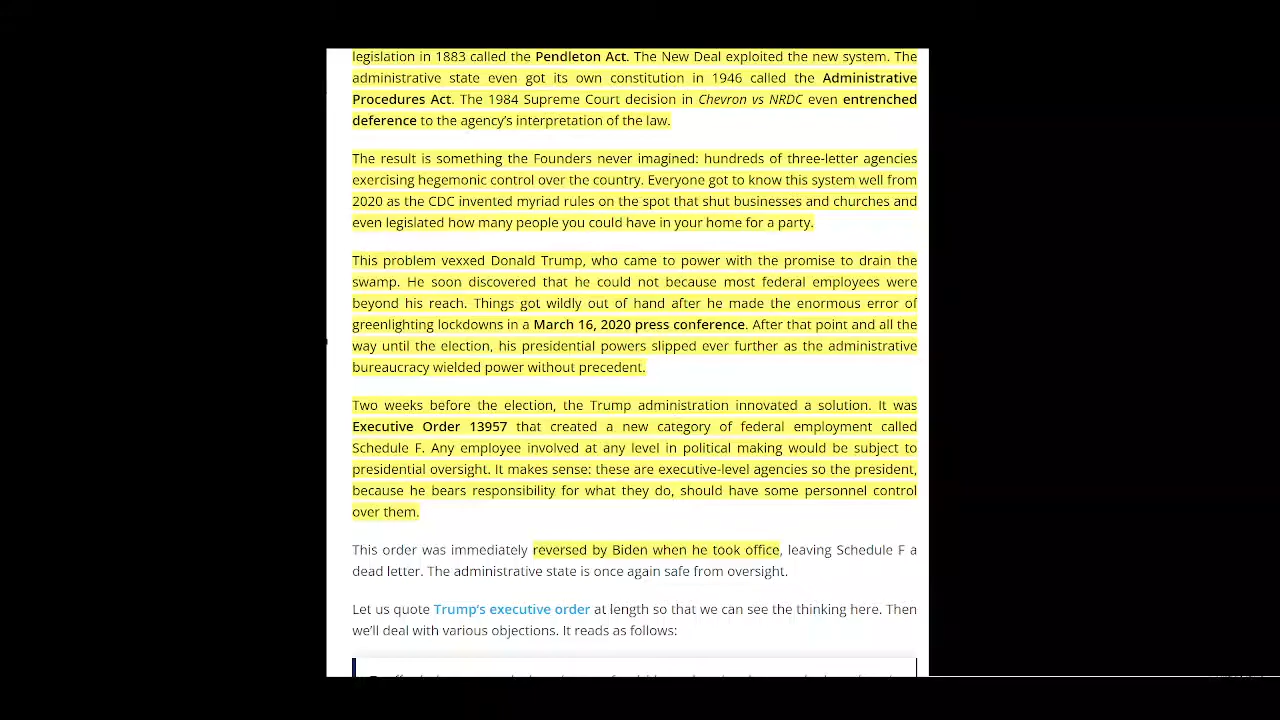 legislation in 1883 called the Pendleton Act. The New Deal exploited the new system. The
administrative state even got its own constitution in 1946 called the Administrative
Procedures Act. The 1984 Supreme Court decision in Chevron vs NRDC even entrenched
deference to the agency’s interpretation of the law.
The result is something the Founders never imagined: hundreds of three-letter agencies
exercising hegemonic control over the country. Everyone got to know this system well from
2020 as the CDC invented myriad rules on the spot that shut businesses and churches and
even legislated how many people you could have in your home for a party.
This problem vexxed Donald Trump, who came to power with the promise to drain the
swamp. He soon discovered that he could not because most federal employees were
beyond his reach. Things got wildly out of hand after he made the enormous error of
greenlighting lockdowns in a March 16, 2020 press conference. After that point and all the
way until the election, his presidential powers slipped ever further as the administrative
bureaucracy wielded power without precedent.
Two weeks before the election, the Trump administration innovated a solution. It was
Executive Order 13957 that created a new category of federal employment called
Schedule F. Any employee involved at any level in political making would be subject to
presidential oversight. It makes sense: these are executive-level agencies so the president,
because he bears responsibility for what they do, should have some personnel control
over them.
This order was immediately reversed by Biden when he took office, leaving Schedule F a
dead letter. The administrative state is once again safe from oversight.
Let us quote Trump’s executive order at length so that we can see the thinking here. Then
we’ll deal with various objections. It reads as follows: